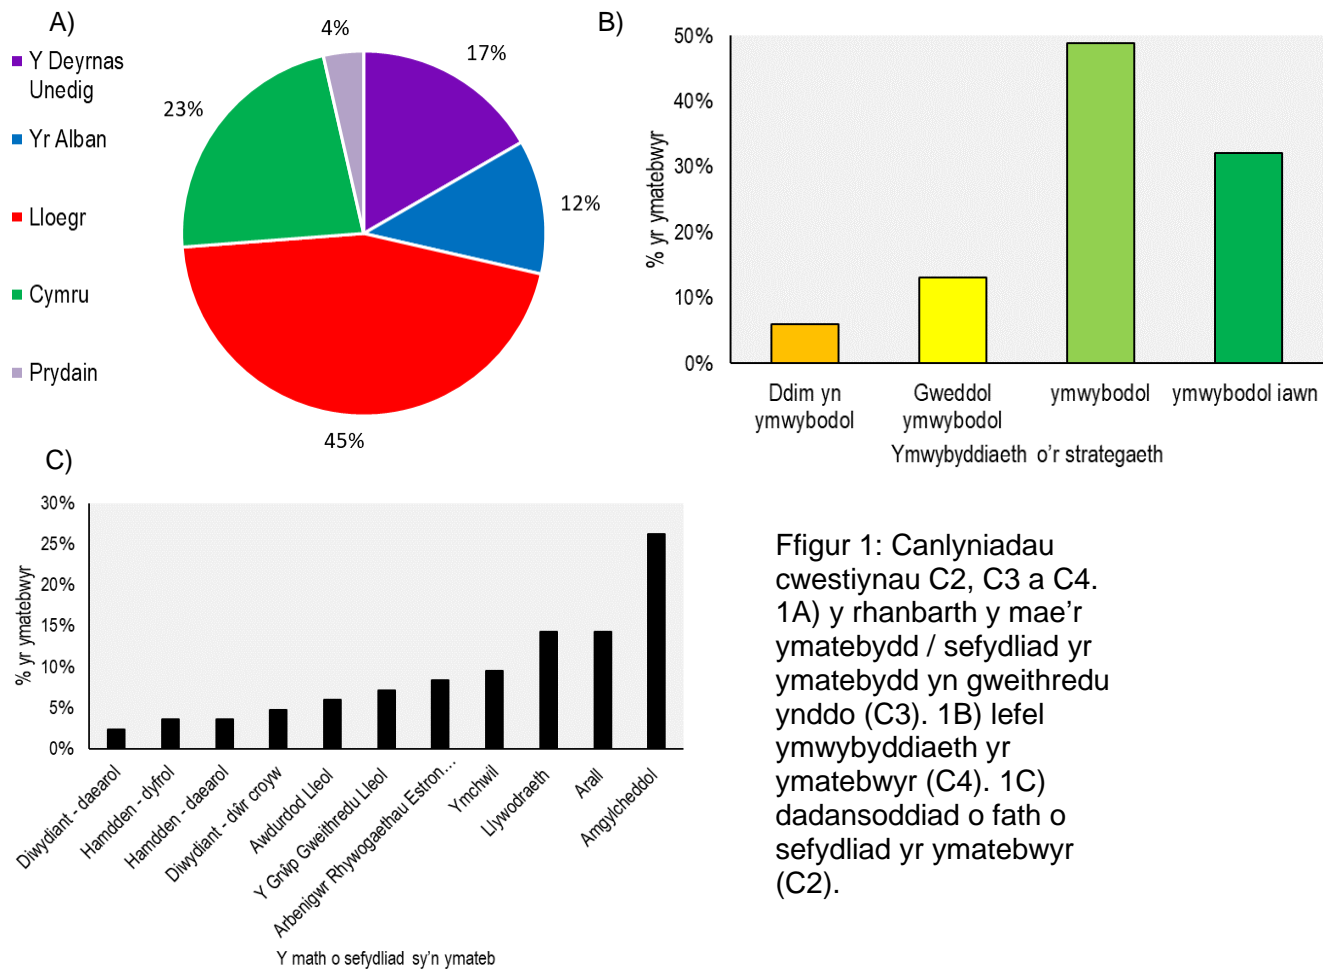 A)
Y Deyrnas
Unedig
Yr Alban
Lloegr
Cymru
Prydain
4%
17%
23%
12%
45%
B)
% yr ymatebwyr
50%
40%
30%
20%
10%
0%
Ddim yn
ymwybodol
Gweddol
ymwybodol
ymwybodol
ymwybodol iawn
Ymwybyddiaeth o'r strategaeth
C)
% yr ymatebwyr
30%
25%
20%
15%
10%
5%
0%
Diwydiant - daearol
Hamdden - dyfrol
Hamdden - daearol
Diwydiant - dŵr croyw
Awdurdod Lleol
Y Grŵp Gweithredu Lleol
Arbenigwr Rhywogaethau Estron...
Ymchwil
Llywodraeth
Arall
Amgylcheddol
Y math o sefydliad sy'n ymateb
Ffigur 1: Canlyniadau
cwestiynau C2, C3 a C4.
1A) y rhanbarth y mae'r
ymatebydd / sefydliad yr
ymatebydd yn gweithredu
ynddo (C3). 1B) lefel
ymwybyddiaeth yr
ymatebwyr (C4). 1C)
dadansoddiad o fath o
sefydliad yr ymatebwyr
(C2).